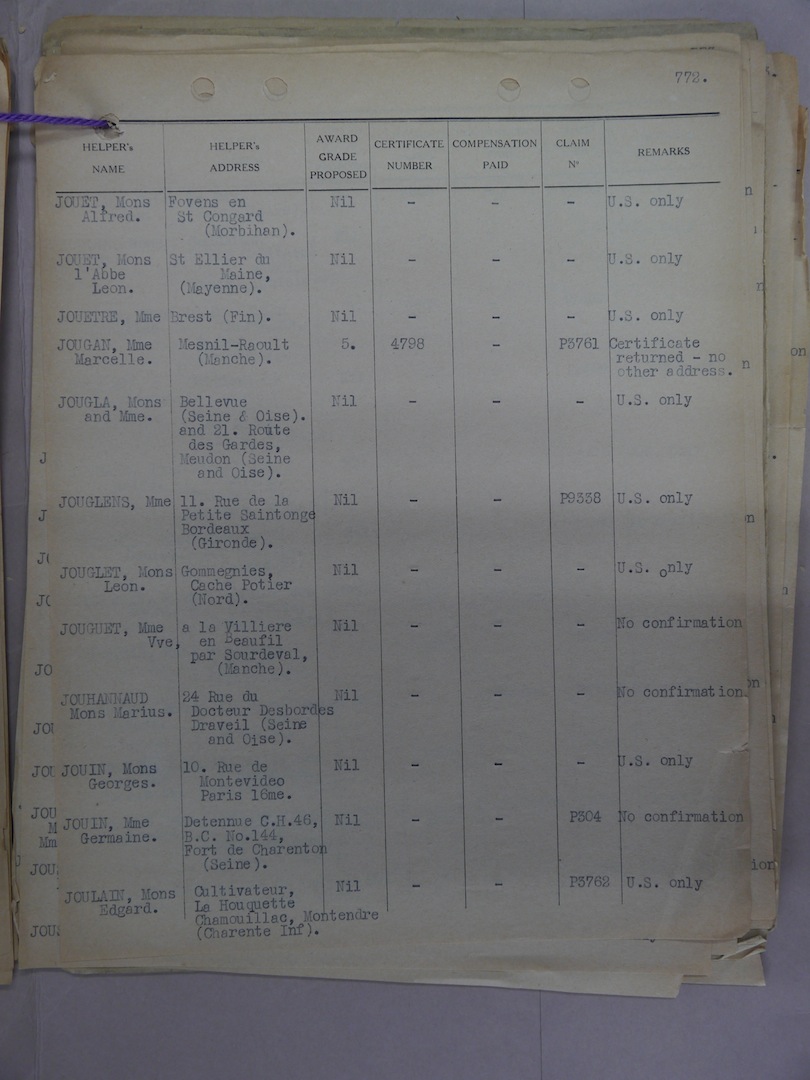 772.
HELPER's NAME HELPER's ADDRESS AWARD GRADE PROPOSED CERTIFICATE NUMBER COMPENSATION PAID CLAIM Nº REMARKS
JOUET, Mons Fovens en Nil - - - U.S. only
Alfred. St Congard
(Morbihan).
JOUET, Mons St Ellier du Nil - - - U.S. only
l'Abbe Maine,
Leon. (Mayenne).
JOUETRE, Mme Brest (Fin). Nil - - - U.S. only
JOUGAN, Mme Mesnil-Raoult 5. 4798 - P3761 Certificate
Marcelle. (Manche). returned - no
other address.
JOUGLA, Mons Bellevue Nil - - - U.S. only
and Mme. (Seine & Oise).
and 21. Route
des Gardes,
Meudon (Seine
and Oise).
JOUGLENS, Mme 11. Rue de la Nil - - P9338 U.S. only
Petite Saintonge
Bordeaux
(Gironde).
JOUGLET, Mons Gommegnies, Nil - - - U.S. only
Leon. Cache Potier
(Nord).
JOUGUET, Mme a la Villiere Nil - - - No confirmation
Vve, en Beaufil
par Sourdeval,
(Manche).
JOUHANNAUD 24 Rue du Nil - - - No confirmation.
Mons Marius. Docteur Desbordes
Draveil (Seine
and Oise).
JOUIN, Mons 10. Rue de Nil - - - U.S. only
Georges. Montevideo
Paris 16me.
JOUIN, Mme Detennue C.H.46, Nil - - P304 No confirmation
Germaine. B.C. No.144,
Fort de Charenton
(Seine).
JOULAIN, Mons Cultivateur, Nil - - P3762 U.S. only
Edgard. La Houquette
Chamouillac, Montendre
(Charente Inf).